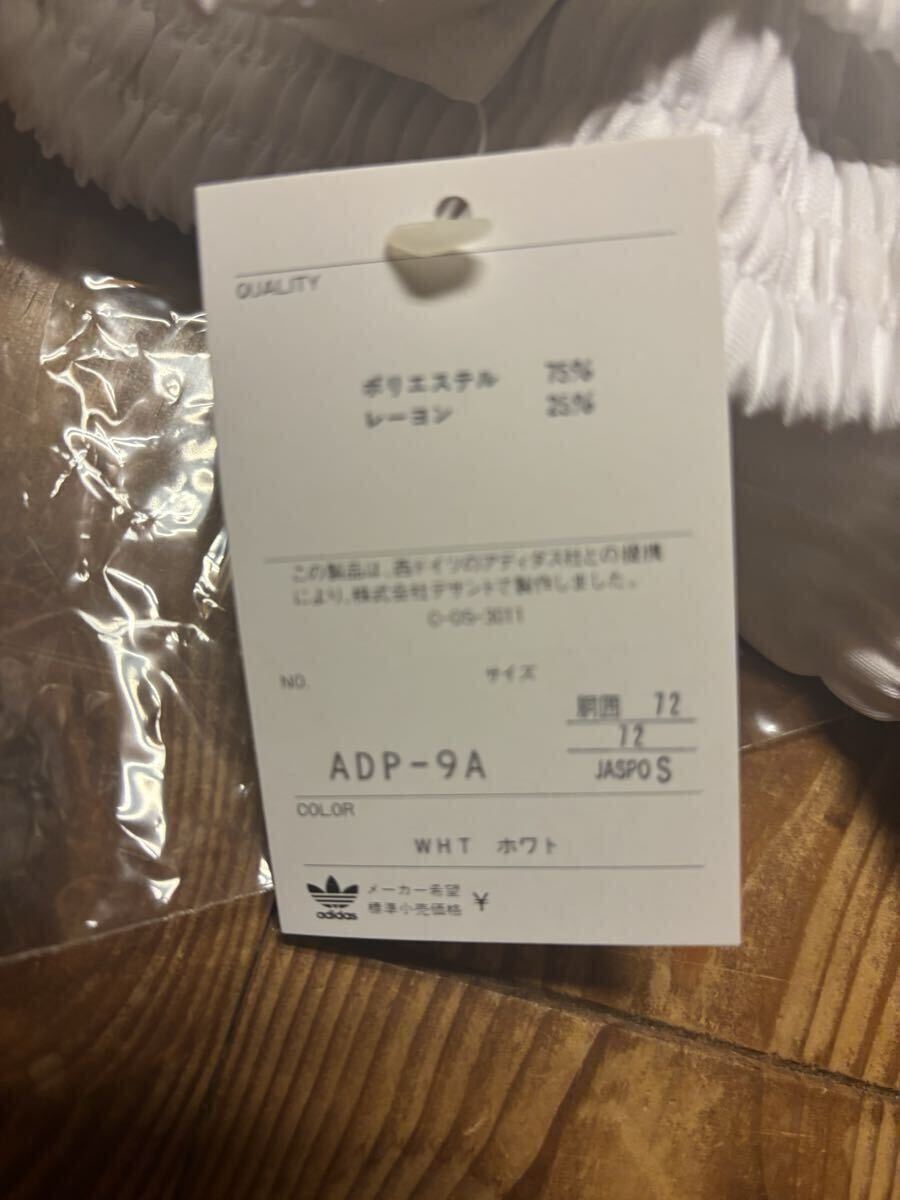 QUALITY
ポリエステル 75%
レーヨン 25%
この製品は、西ドイツのアディダス社との提携
により、株式会社デサントで製作しました。
C-OS-3011
NO. サイズ
胴囲 72
72
ADP-9A JASPO S
COLOR
WHT ホワト
adidas メーカー希望
標準小売価格 ¥